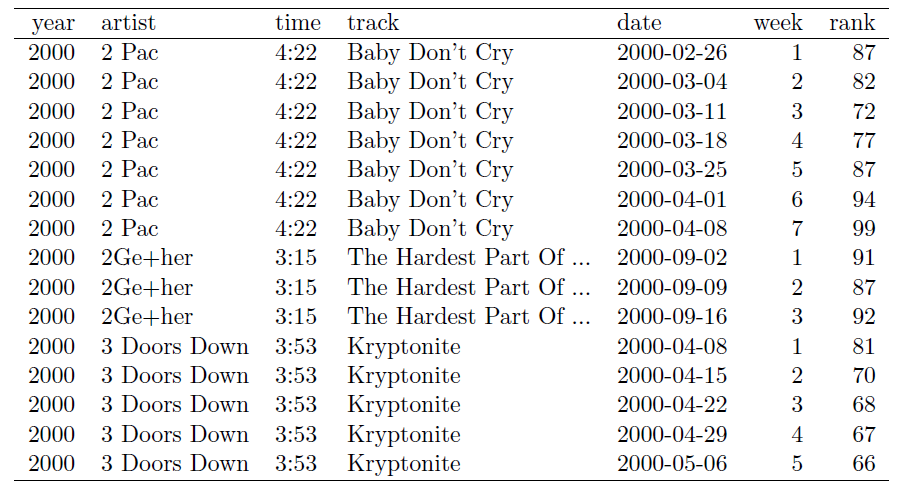 year artist time track date week rank
2000 2 Pac 4:22 Baby Don't Cry 2000-02-26 1 87
2000 2 Pac 4:22 Baby Don't Cry 2000-03-04 2 82
2000 2 Pac 4:22 Baby Don't Cry 2000-03-11 3 72
2000 2 Pac 4:22 Baby Don't Cry 2000-03-18 4 77
2000 2 Pac 4:22 Baby Don't Cry 2000-03-25 5 87
2000 2 Pac 4:22 Baby Don't Cry 2000-04-01 6 94
2000 2 Pac 4:22 Baby Don't Cry 2000-04-08 7 99
2000 2Ge+her 3:15 The Hardest Part Of ... 2000-09-02 1 91
2000 2Ge+her 3:15 The Hardest Part Of ... 2000-09-09 2 87
2000 2Ge+her 3:15 The Hardest Part Of ... 2000-09-16 3 92
2000 3 Doors Down 3:53 Kryptonite 2000-04-08 1 81
2000 3 Doors Down 3:53 Kryptonite 2000-04-15 2 70
2000 3 Doors Down 3:53 Kryptonite 2000-04-22 3 68
2000 3 Doors Down 3:53 Kryptonite 2000-04-29 4 67
2000 3 Doors Down 3:53 Kryptonite 2000-05-06 5 66